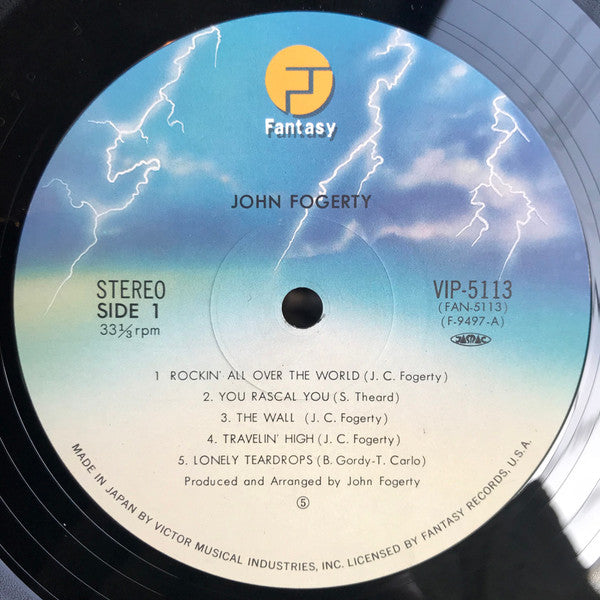 Fantasy
JOHN FOGERTY
STEREO
SIDE 1
33⅓ rpm
VIP-5113
(FAN-5113)
(F-9497-A)
JASRAC
1 ROCKIN' ALL OVER THE WORLD (J. C. Fogerty)
2. YOU RASCAL YOU (S. Theard)
3. THE WALL (J. C. Fogerty)
4. TRAVELIN' HIGH (J. C. Fogerty)
5. LONELY TEARDROPS (B. Gordy-T. Carlo)
Produced and Arranged by John Fogerty
⑤
MADE IN JAPAN BY VICTOR MUSICAL INDUSTRIES, INC. LICENSED BY FANTASY RECORDS, U.S.A.